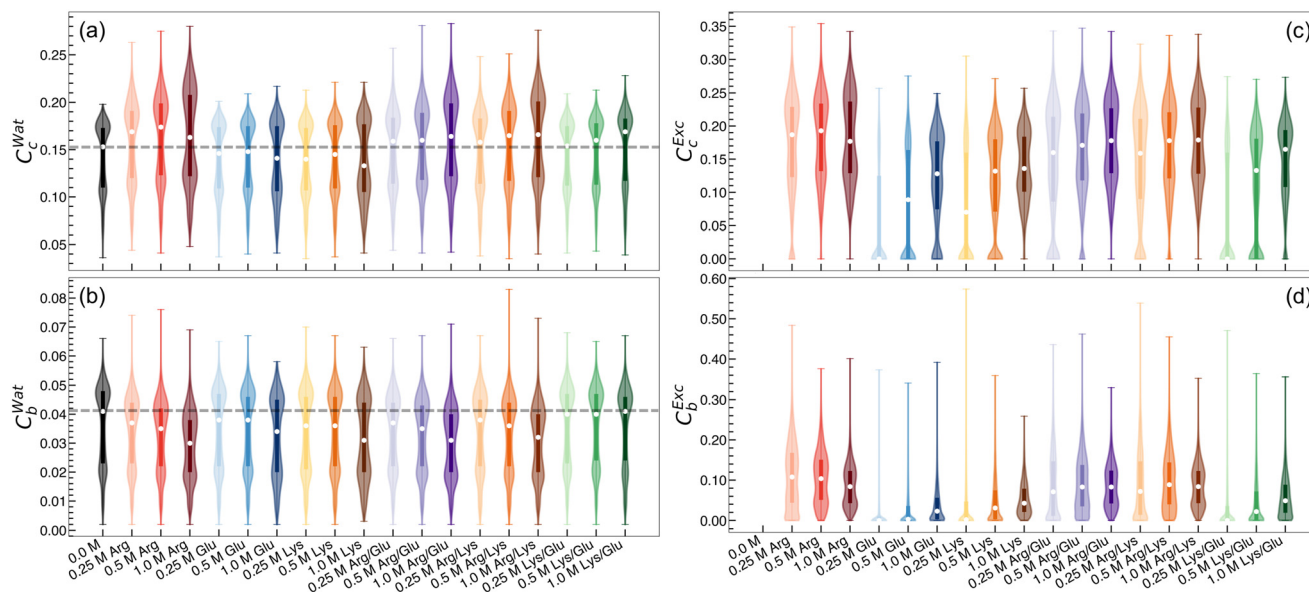 (a)
C_c^Wat
0.25
0.20
0.15
0.10
0.05
(b)
C_b^Wat
0.08
0.07
0.06
0.05
0.04
0.03
0.02
0.01
0.00
0.0 M
0.25 M Arg
0.5 M Arg
1.0 M Arg
0.25 M Glu
0.5 M Glu
1.0 M Glu
0.25 M Lys
0.5 M Lys
1.0 M Lys
0.25 M Arg/Glu
0.5 M Arg/Glu
1.0 M Arg/Glu
0.25 M Arg/Lys
0.5 M Arg/Lys
1.0 M Arg/Lys
0.25 M Lys/Glu
0.5 M Lys/Glu
1.0 M Lys/Glu
(c)
C_c^Exc
0.35
0.30
0.25
0.20
0.15
0.10
0.05
0.00
(d)
C_b^Exc
0.60
0.50
0.40
0.30
0.20
0.10
0.00
0.0 M
0.25 M Arg
0.5 M Arg
1.0 M Arg
0.25 M Glu
0.5 M Glu
1.0 M Glu
0.25 M Lys
0.5 M Lys
1.0 M Lys
0.25 M Arg/Glu
0.5 M Arg/Glu
1.0 M Arg/Glu
0.25 M Arg/Lys
0.5 M Arg/Lys
1.0 M Arg/Lys
0.25 M Lys/Glu
0.5 M Lys/Glu
1.0 M Lys/Glu